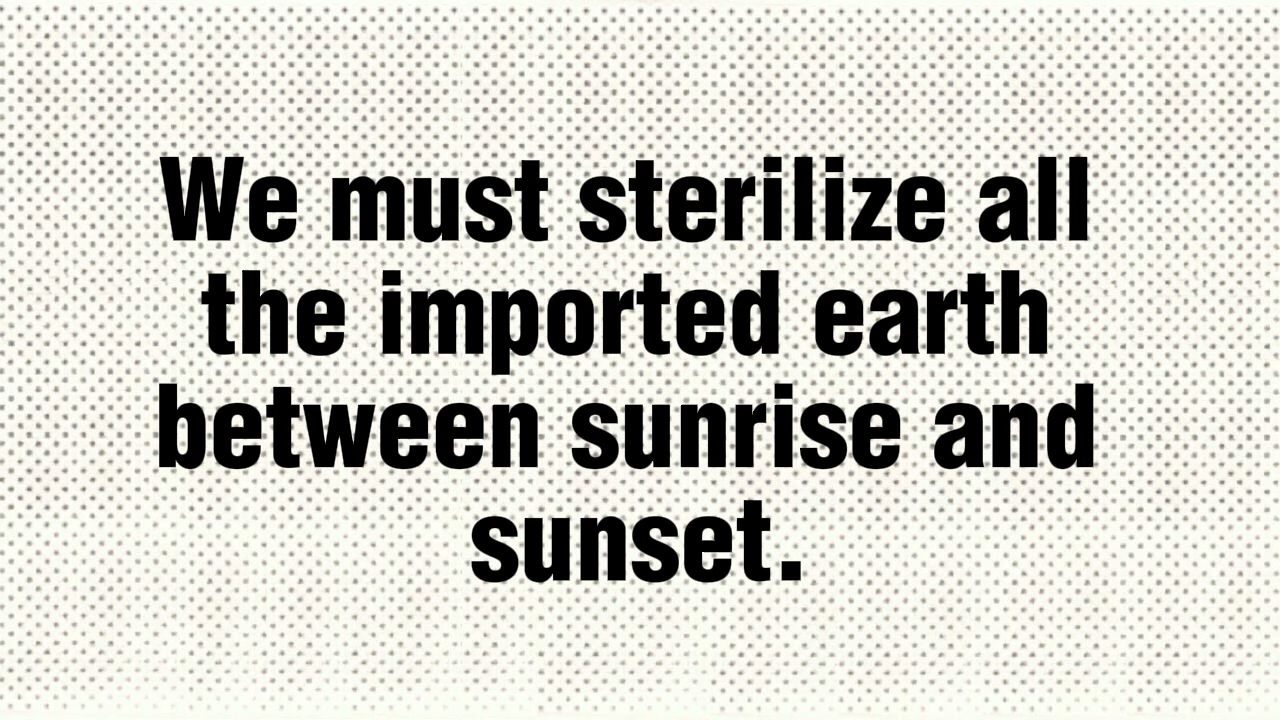 We must sterilize all
the imported earth
between sunrise and
sunset.